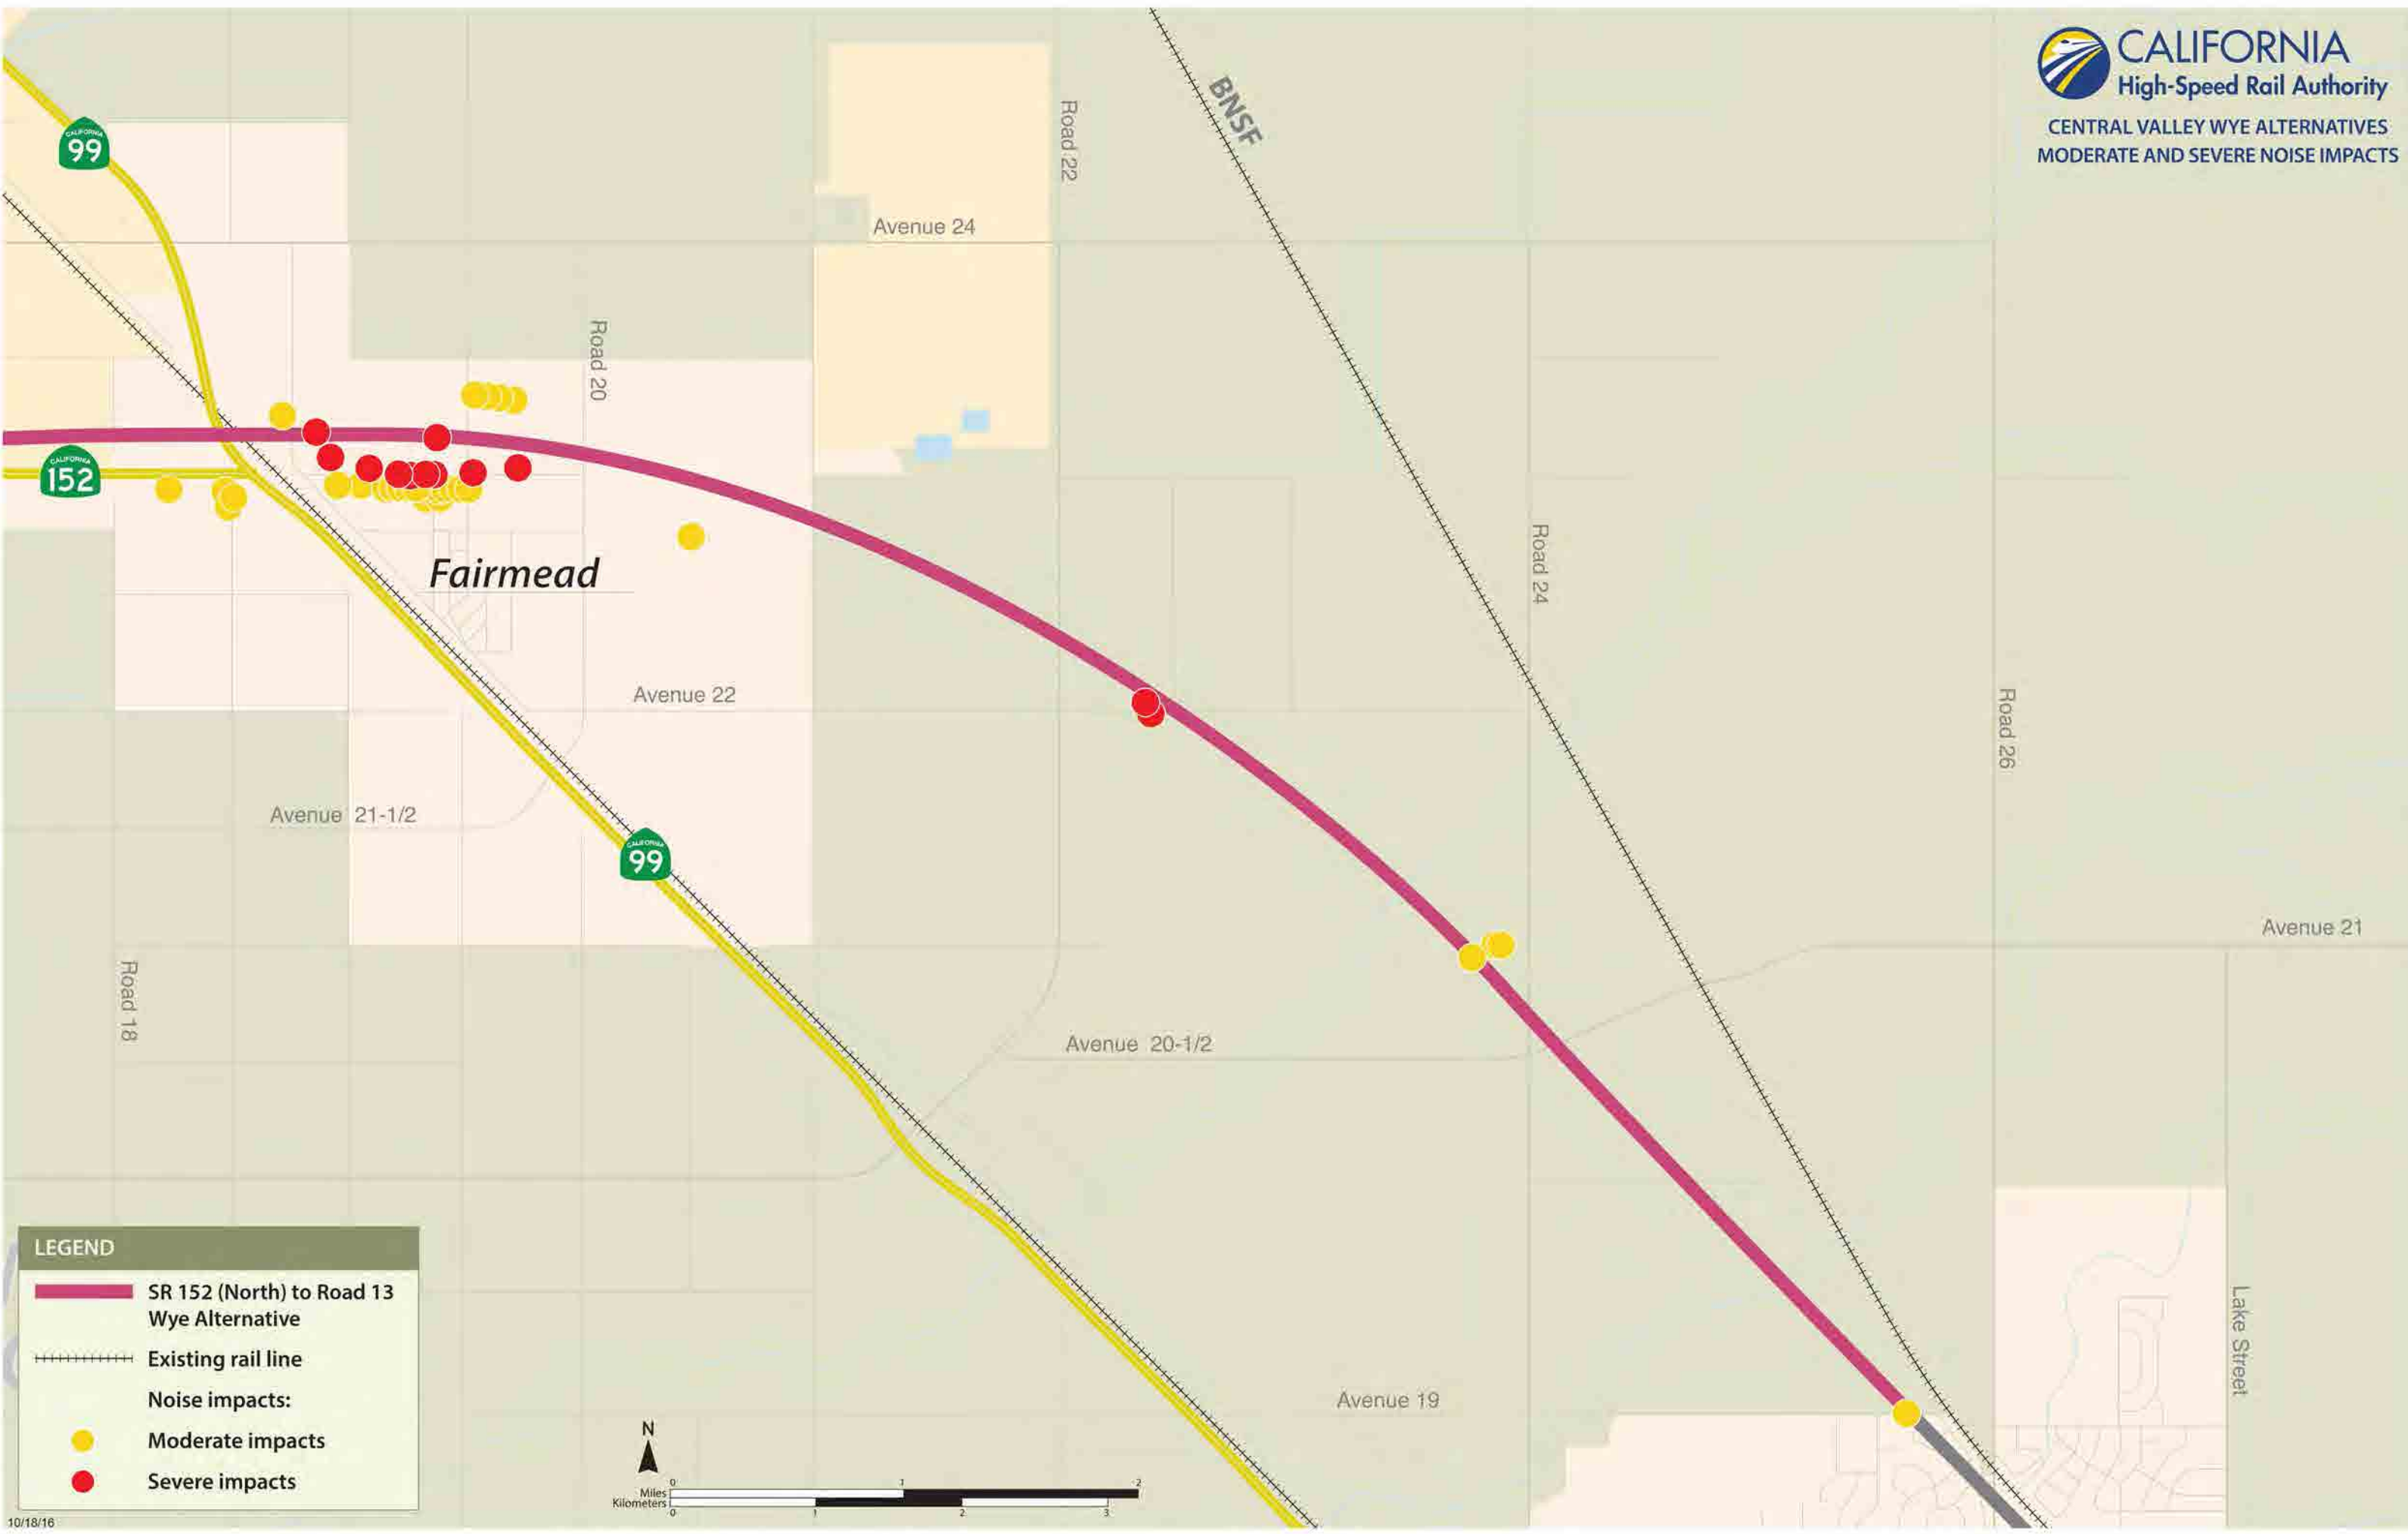 CALIFORNIA
High-Speed Rail Authority
CENTRAL VALLEY WYE ALTERNATIVES
MODERATE AND SEVERE NOISE IMPACTS
BNSF
Road 22
CALIFORNIA
99
Avenue 24
Road 20
CALIFORNIA
152
Fairmead
Road 24
Avenue 22
Road 26
Avenue 21-1/2
CALIFORNIA
99
Avenue 21
Road 18
Avenue 20-1/2
Lake Street
Avenue 19
LEGEND
SR 152 (North) to Road 13
Wye Alternative
Existing rail line
Noise impacts:
Moderate impacts
Severe impacts
N
0 1 2
Miles
Kilometers
0 1 2 3
10/18/16